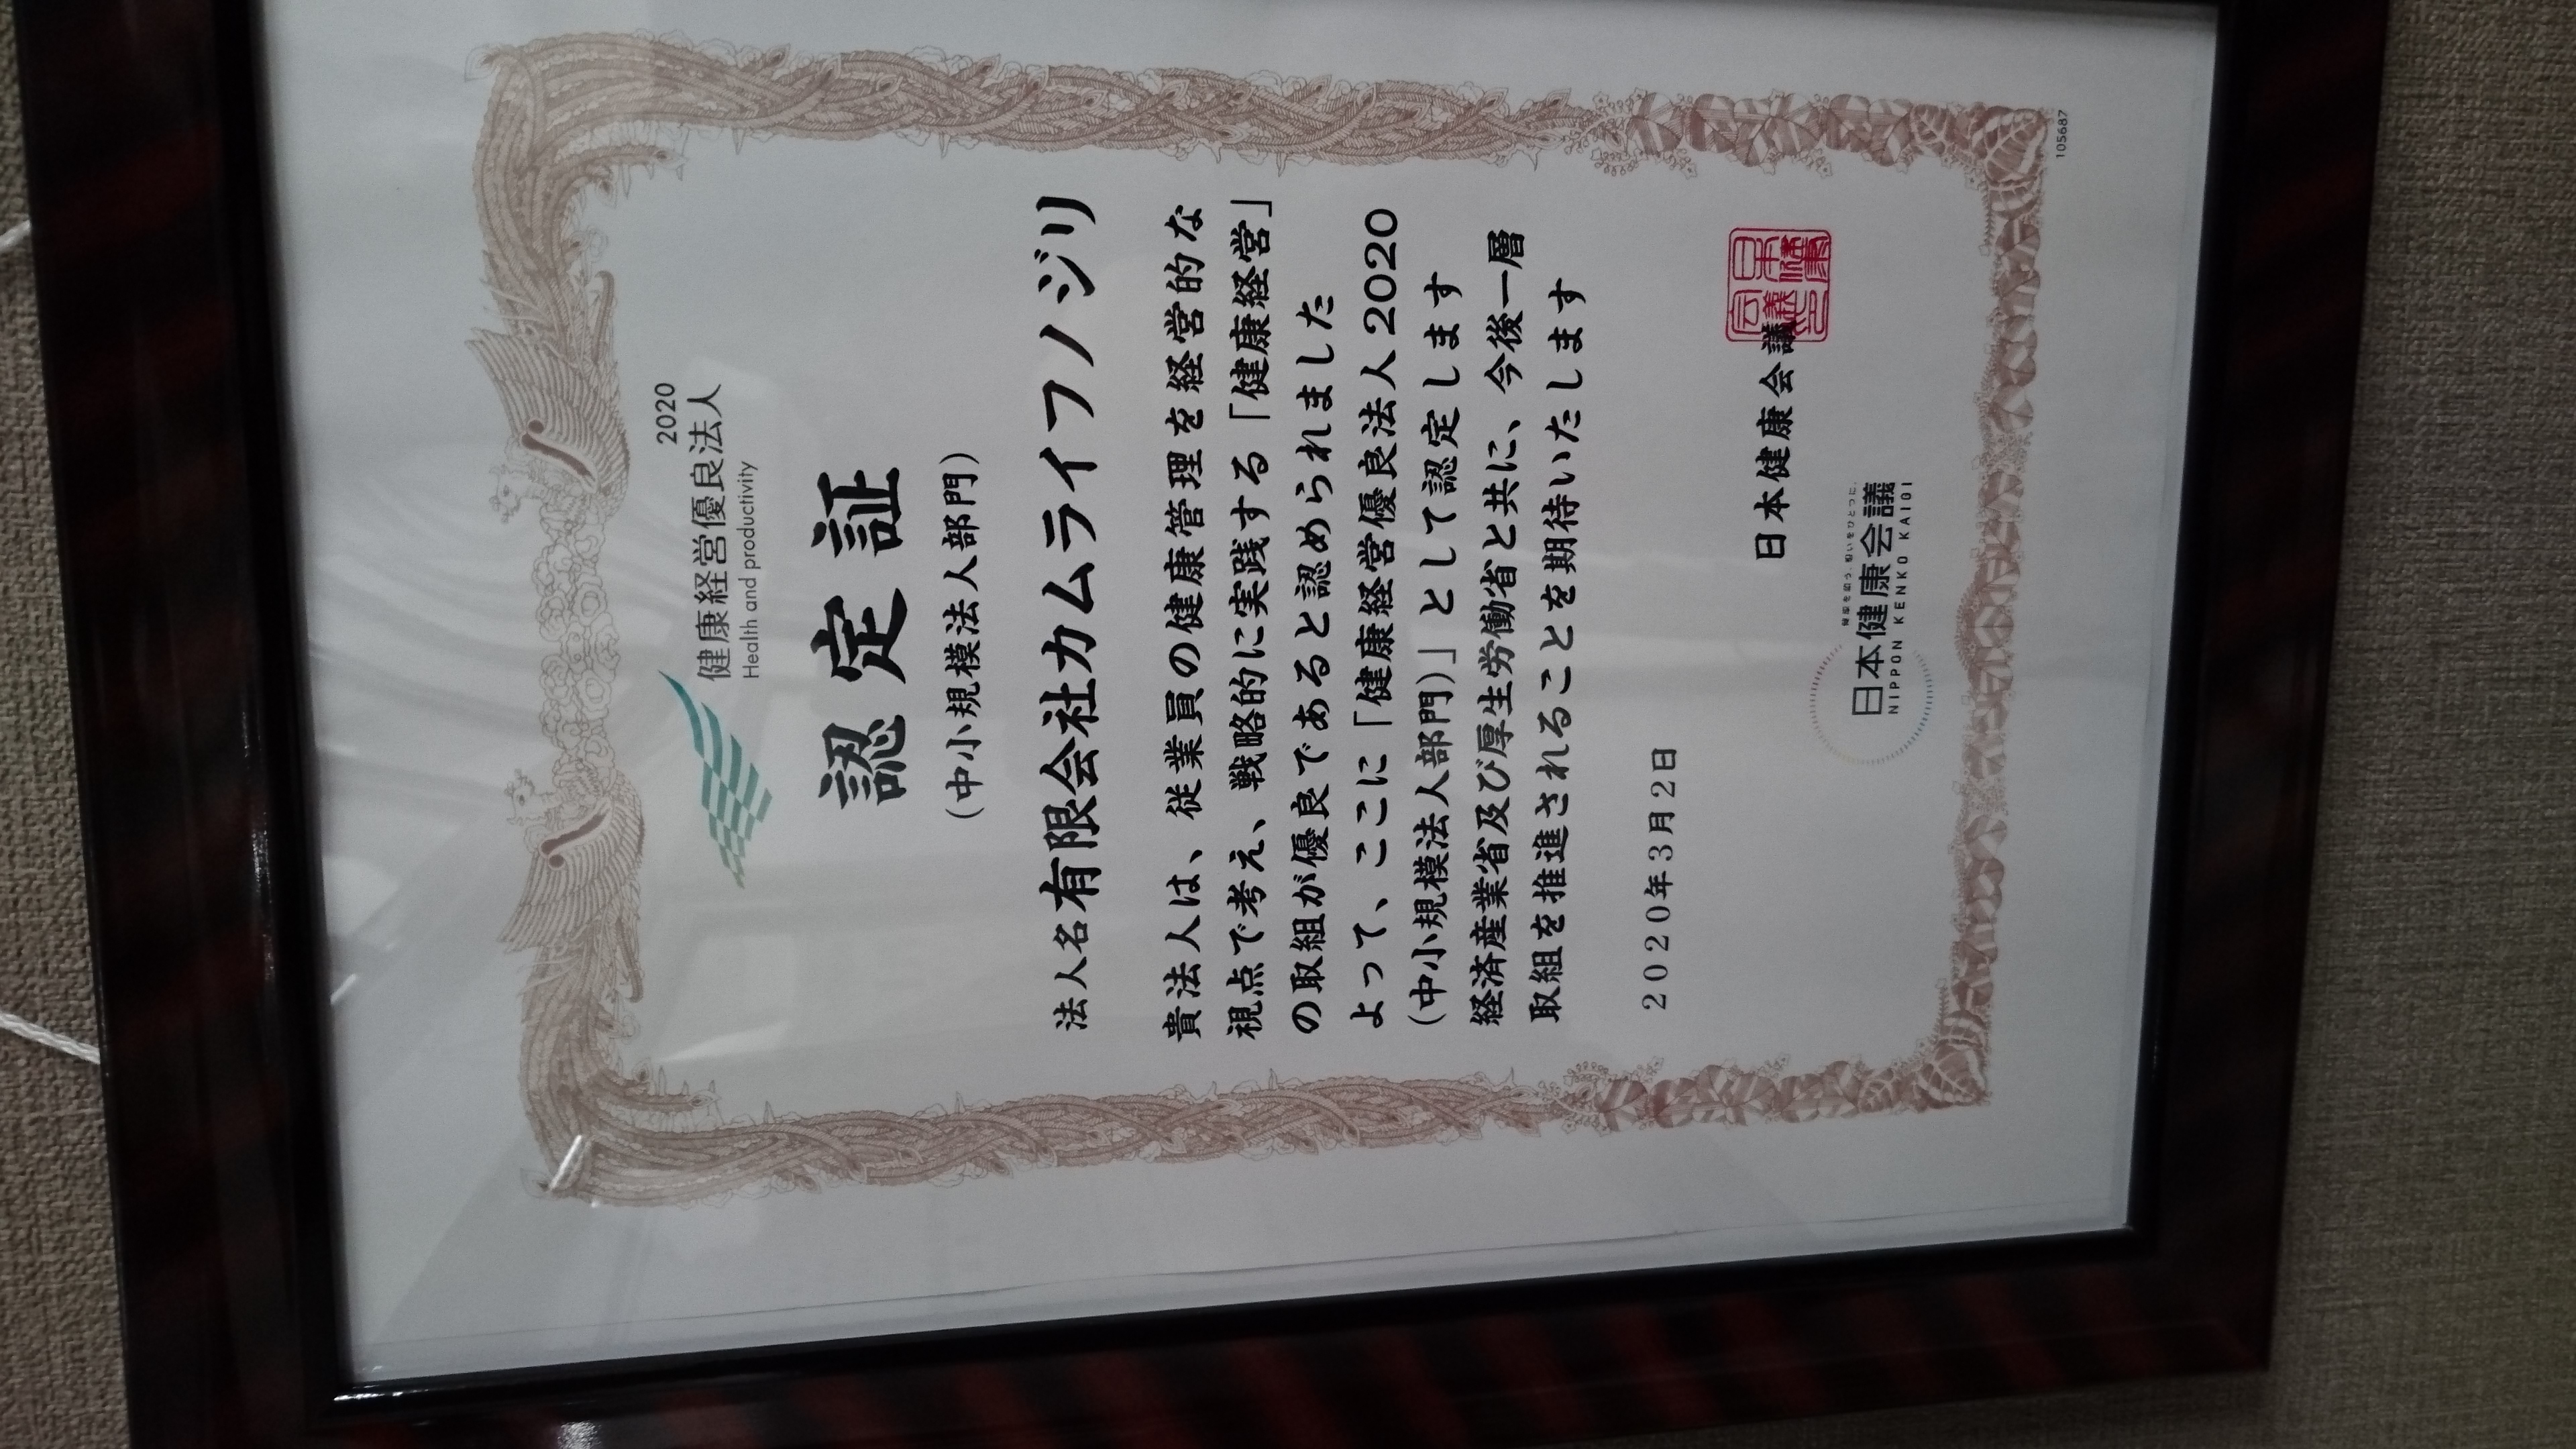 2020
健康経営優良法人
Health and productivity
認定証
(中小規模法人部門)
法人名 有限会社カムライフノジリ
貴法人は、従業員の健康管理を経営的な
視点で考え、戦略的に実践する「健康経営」
の取組が優良であると認められました
よって、ここに「健康経営優良法人2020
(中小規模法人部門)」として認定します
経済産業省及び厚生労働省と共に、今後一層
取組を推進されることを期待いたします
2020年3月2日
日本健康会議
日本健康会議
NIPPON KENKO KAIGI
105687